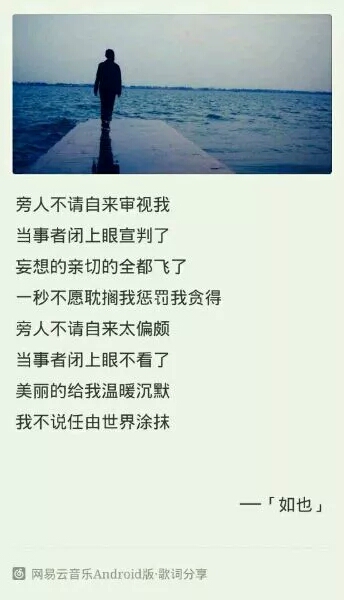 旁人不请自来审视我
当事者闭上眼宣判了
妄想的亲切的全都飞了
一秒不愿耽搁我惩罚我贪得
旁人不请自来太偏颇
当事者闭上眼不看了
美丽的给我温暖沉默
我不说任由世界涂抹
——「如也」
网易云音乐Android版·歌词分享